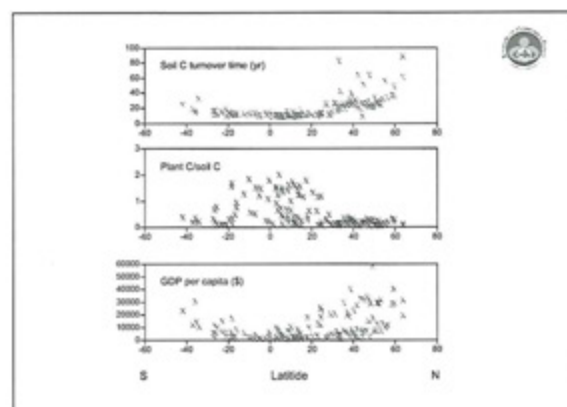 100
80
60
40
20
0
Soil C turnover time (yr)
-60 -40 -20 0 20 40 60 80
3
2
1
0
Plant C/soil C
-60 -40 -20 0 20 40 60 80
60000
50000
40000
30000
20000
10000
0
GDP per capita ($)
-60 -40 -20 0 20 40 60 80
S Latitide N